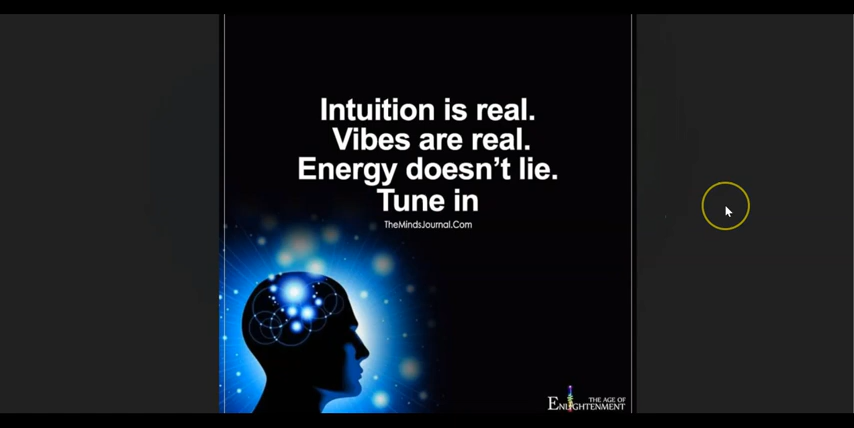 Intuition is real.
Vibes are real.
Energy doesn't lie.
Tune in
TheMindsJournal.Com
THE AGE OF
ENLIGHTENMENT